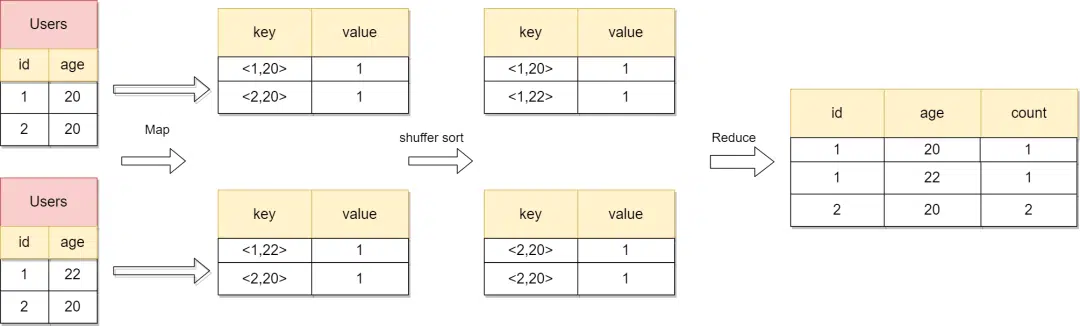 Users
id age
1 20
2 20
Users
id age
1 22
2 20
Map
key value
<1,20> 1
<2,20> 1
key value
<1,22> 1
<2,20> 1
shuffer sort
key value
<1,20> 1
<1,22> 1
key value
<2,20> 1
<2,20> 1
Reduce
id age count
1 20 1
1 22 1
2 20 2